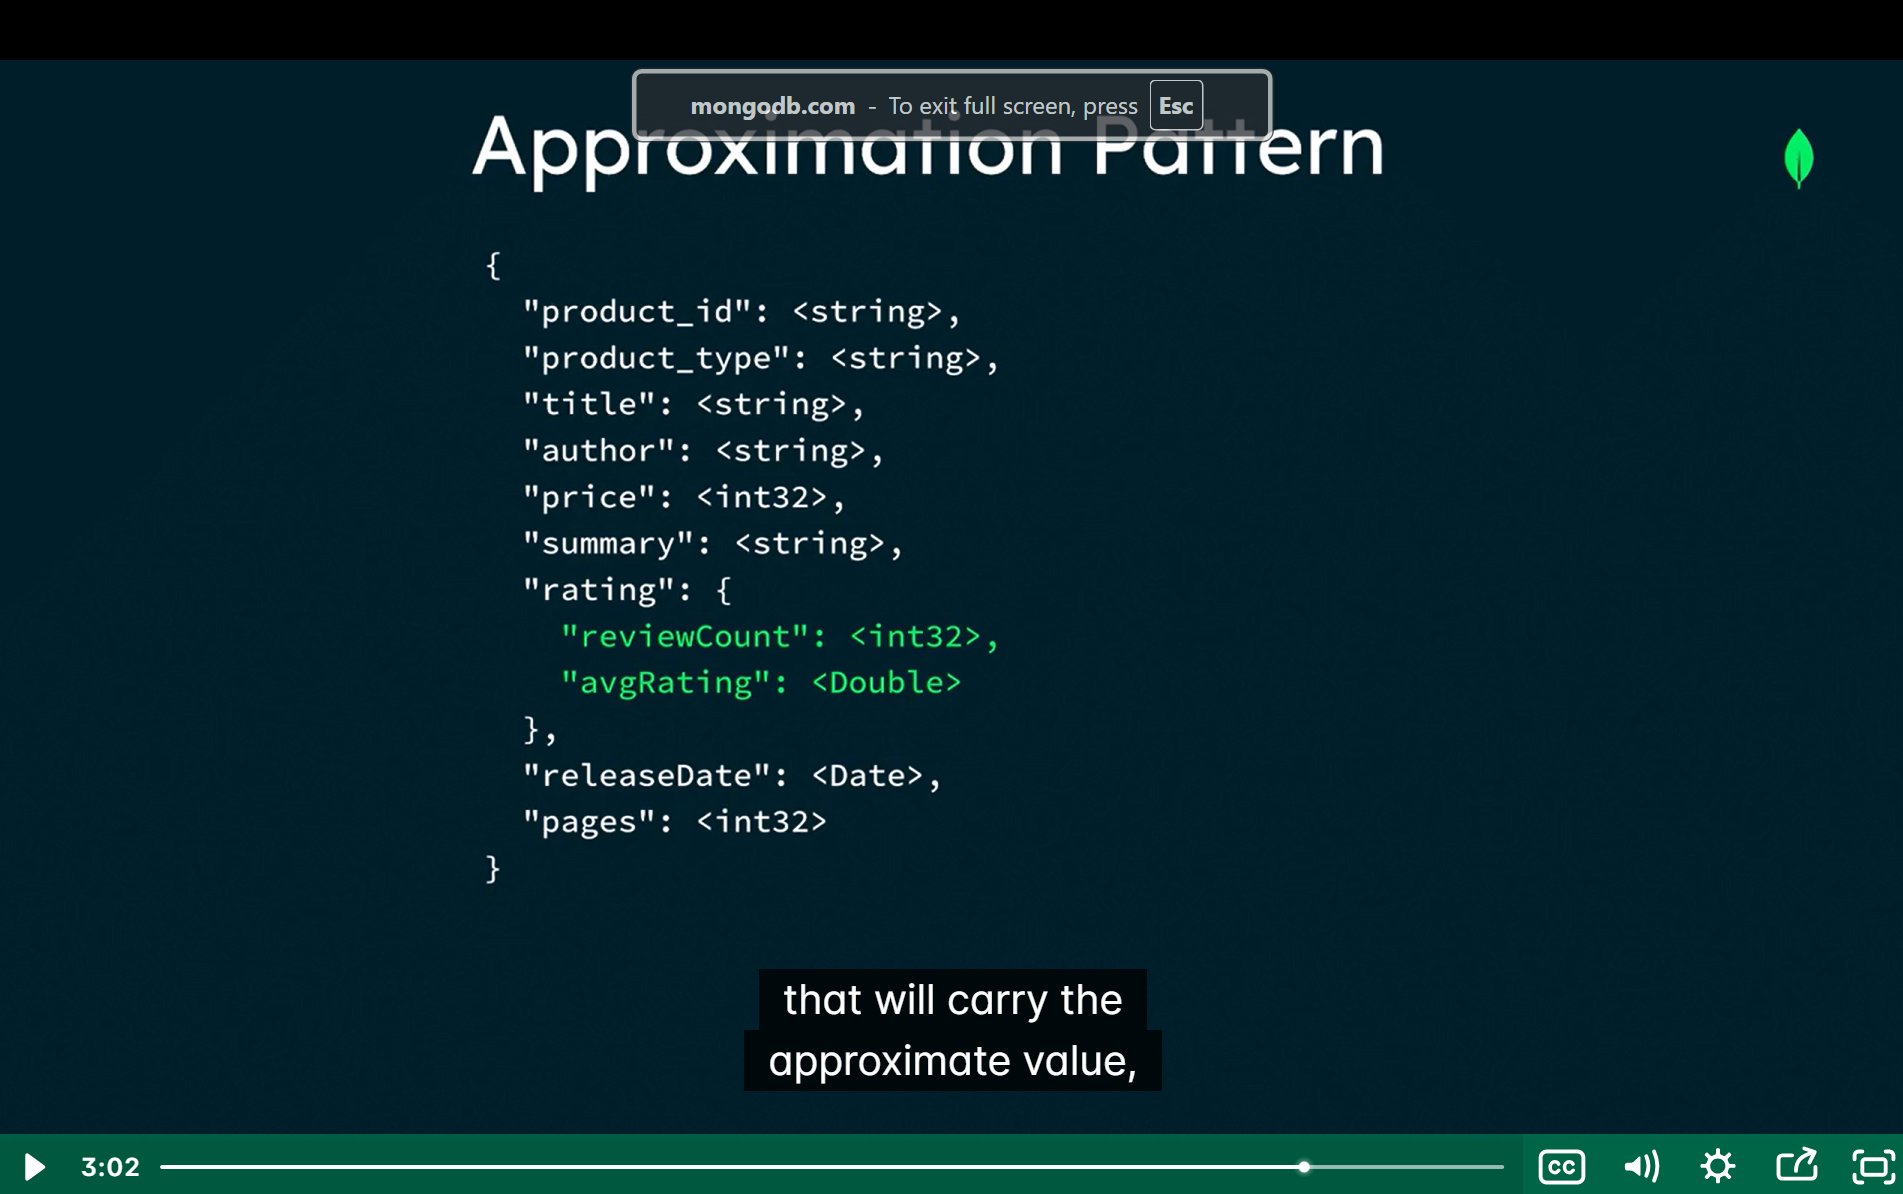 mongodb.com - To exit full screen, press Esc
Approximation Pattern
{
"product_id": <string>,
"product_type": <string>,
"title": <string>,
"author": <string>,
"price": <int32>,
"summary": <string>,
"rating": {
"reviewCount": <int32>,
"avgRating": <Double>
},
"releaseDate": <Date>,
"pages": <int32>
}
that will carry the
approximate value,
3:02
CC